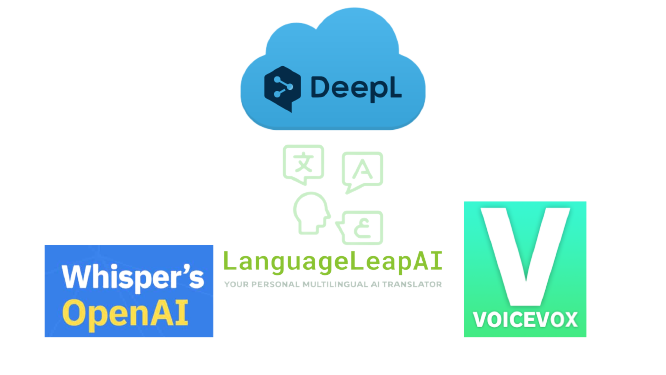 DeepL
文
A
ع
LanguageLeapAI
YOUR PERSONAL MULTILINGUAL AI TRANSLATOR
Whisper's
OpenAI
V
VOICEVOX